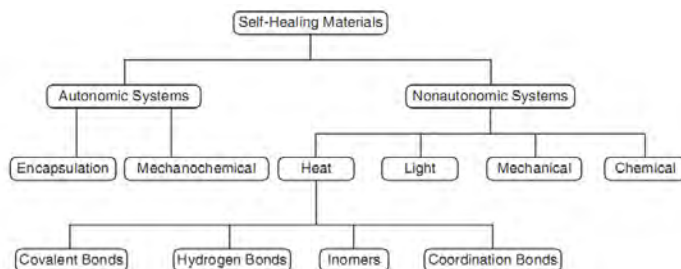 Self-Healing Materials
Autonomic Systems
Nonautonomic Systems
Encapsulation
Mechanochemical
Heat
Light
Mechanical
Chemical
Covalent Bonds
Hydrogen Bonds
Inomers
Coordination Bonds